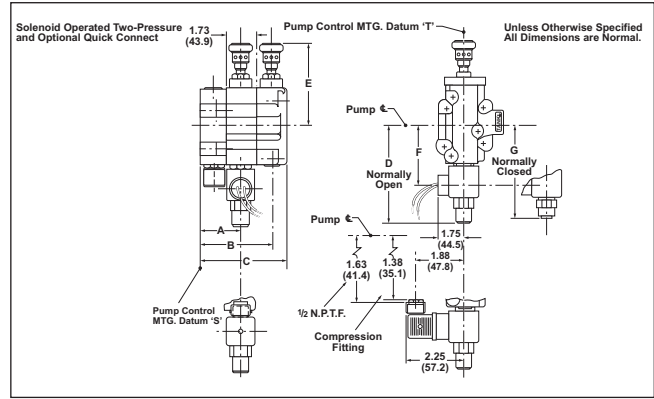 Solenoid Operated Two-Pressure
and Optional Quick Connect
1.73
(43.9)
Pump Control MTG. Datum ‘T’
Unless Otherwise Specified
All Dimensions are Normal.
E
Pump ℄
D
Normally
Open
F
G
Normally
Closed
A
B
C
Pump Control
MTG. Datum ‘S’
1.75
(44.5)
Pump ℄
1.88
(47.8)
1.63
(41.4)
1.38
(35.1)
1/2 N.P.T.F.
Compression
Fitting
2.25
(57.2)